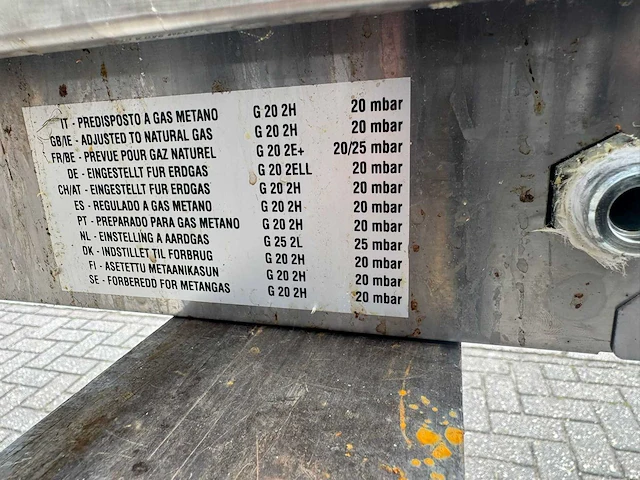 IT - PREDISPOSTO A GAS METANO G 20 2H 20 mbar
GB/IE - ADJUSTED TO NATURAL GAS G 20 2H 20 mbar
FR/BE - PREVUE POUR GAZ NATUREL G 20 2E+ 20/25 mbar
DE - EINGESTELLT FUR ERDGAS G 20 2ELL 20 mbar
CH/AT - EINGESTELLT FUR ERDGAS G 20 2H 20 mbar
ES - REGULADO A GAS METANO G 20 2H 20 mbar
PT - PREPARADO PARA GAS METANO G 20 2H 20 mbar
NL - EINSTELLING A AARDGAS G 25 2L 25 mbar
DK - INDSTILLET TIL FORBRUG G 20 2H 20 mbar
FI - ASETETTU METAANIKASUN G 20 2H 20 mbar
SE - FORBEREDD FOR METANGAS G 20 2H 20 mbar